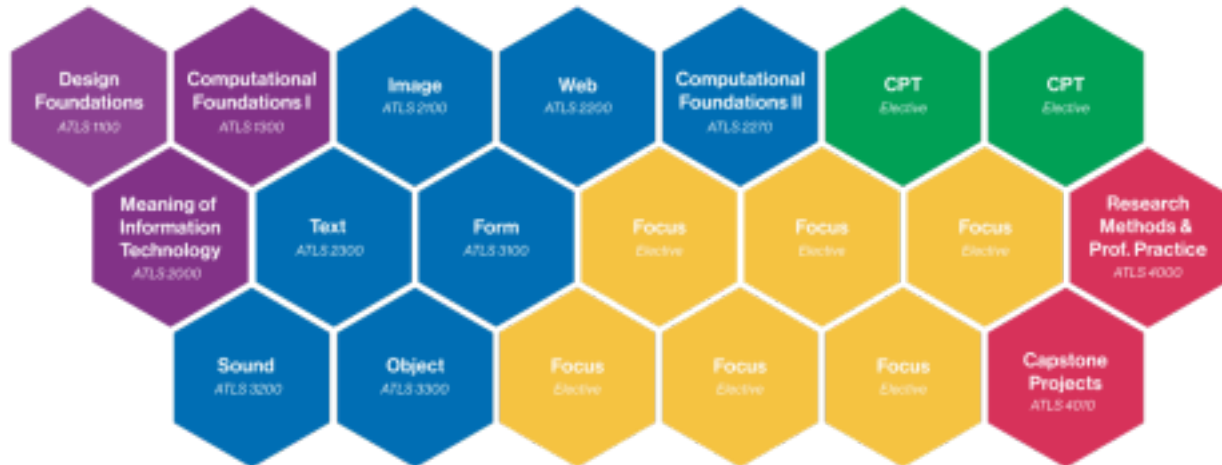 Design
Foundations
ATLS 1100
Computational
Foundations I
ATLS 1300
Image
ATLS 2100
Web
ATLS 2200
Computational
Foundations II
ATLS 2270
CPT
Elective
CPT
Elective
Meaning of
Information
Technology
ATLS 2000
Text
ATLS 2300
Form
ATLS 3100
Focus
Elective
Focus
Elective
Focus
Elective
Research
Methods &
Prof. Practice
ATLS 4000
Sound
ATLS 3200
Object
ATLS 3300
Focus
Elective
Focus
Elective
Focus
Elective
Capstone
Projects
ATLS 4010